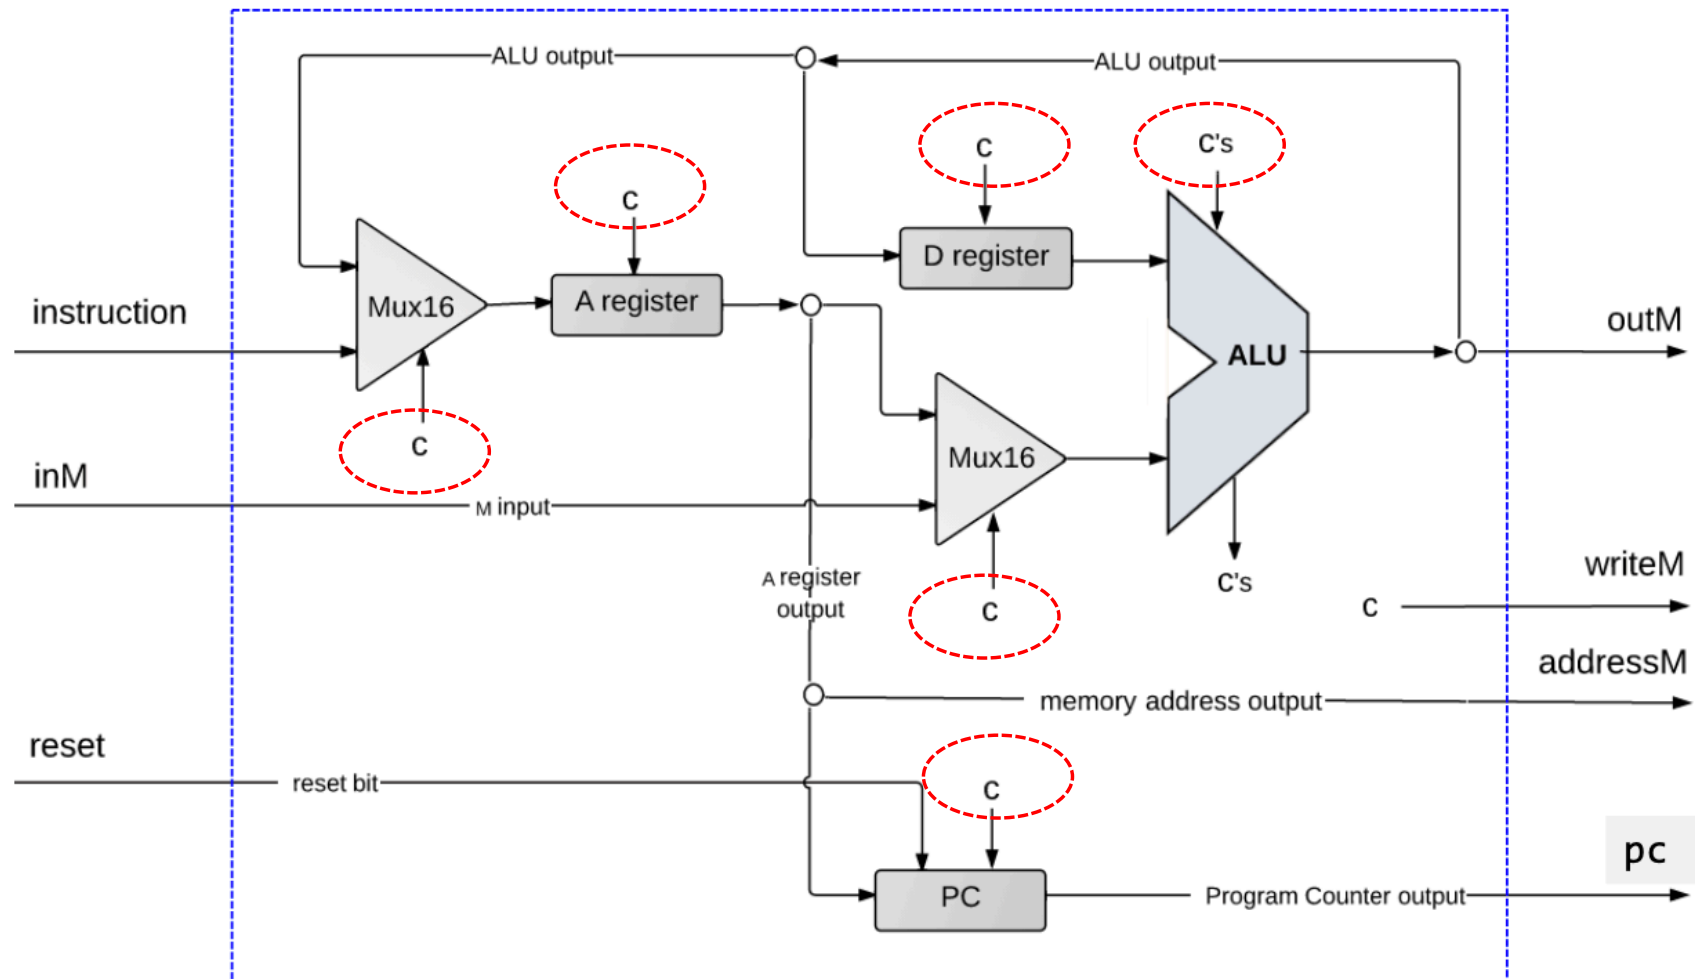 ALU output
ALU output
c
c's
c
D register
A register
Mux16
instruction
outM
ALU
c
Mux16
inM
M input
A register
output
c's
writeM
c
c
addressM
memory address output
reset
reset bit
c
pc
PC
Program Counter output